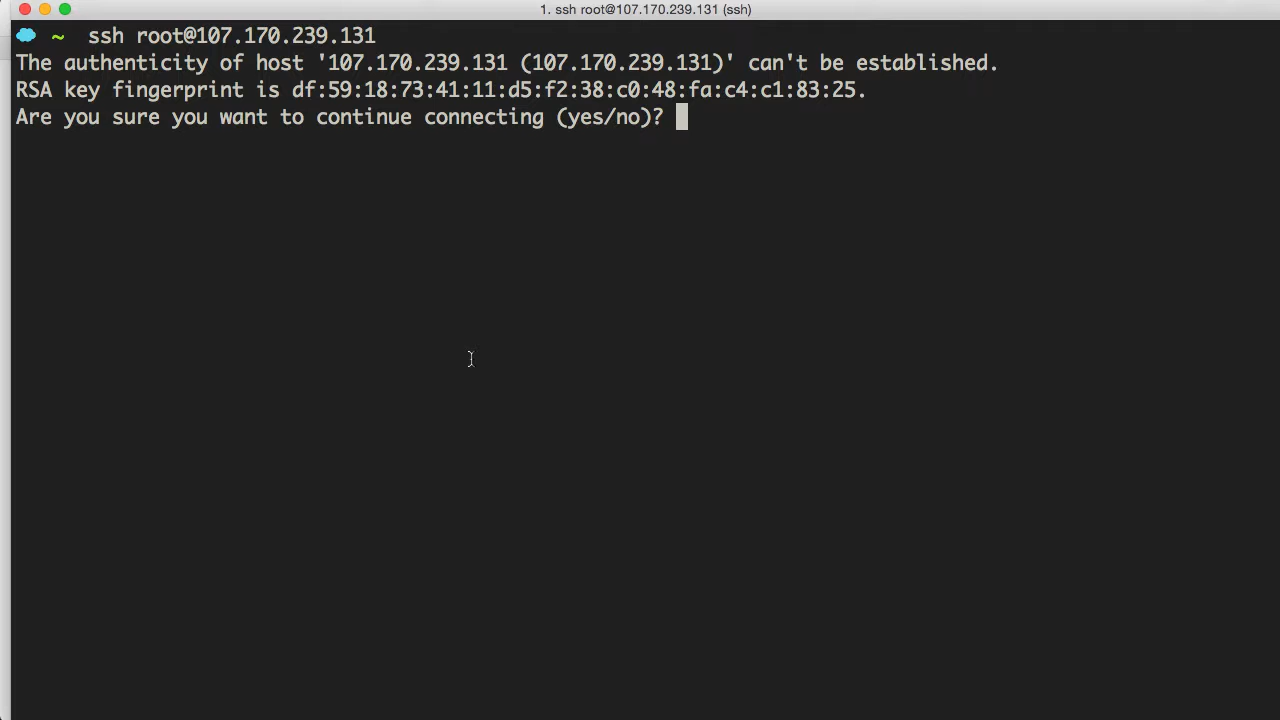 1. ssh root@107.170.239.131 (ssh)
~ ssh root@107.170.239.131
The authenticity of host '107.170.239.131 (107.170.239.131)' can't be established.
RSA key fingerprint is df:59:18:73:41:11:d5:f2:38:c0:48:fa:c4:c1:83:25.
Are you sure you want to continue connecting (yes/no)?